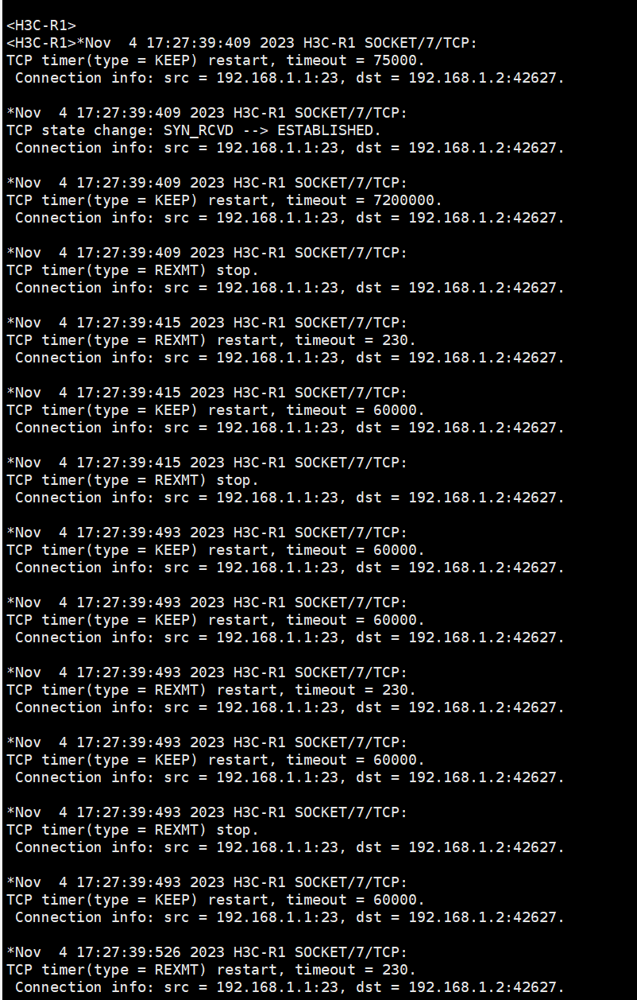 <H3C-R1>
<H3C-R1>*Nov  4 17:27:39:409 2023 H3C-R1 SOCKET/7/TCP:
TCP timer(type = KEEP) restart, timeout = 75000.
 Connection info: src = 192.168.1.1:23, dst = 192.168.1.2:42627.

*Nov  4 17:27:39:409 2023 H3C-R1 SOCKET/7/TCP:
TCP state change: SYN_RCVD --> ESTABLISHED.
 Connection info: src = 192.168.1.1:23, dst = 192.168.1.2:42627.

*Nov  4 17:27:39:409 2023 H3C-R1 SOCKET/7/TCP:
TCP timer(type = KEEP) restart, timeout = 7200000.
 Connection info: src = 192.168.1.1:23, dst = 192.168.1.2:42627.

*Nov  4 17:27:39:409 2023 H3C-R1 SOCKET/7/TCP:
TCP timer(type = REXMT) stop.
 Connection info: src = 192.168.1.1:23, dst = 192.168.1.2:42627.

*Nov  4 17:27:39:415 2023 H3C-R1 SOCKET/7/TCP:
TCP timer(type = REXMT) restart, timeout = 230.
 Connection info: src = 192.168.1.1:23, dst = 192.168.1.2:42627.

*Nov  4 17:27:39:415 2023 H3C-R1 SOCKET/7/TCP:
TCP timer(type = KEEP) restart, timeout = 60000.
 Connection info: src = 192.168.1.1:23, dst = 192.168.1.2:42627.

*Nov  4 17:27:39:415 2023 H3C-R1 SOCKET/7/TCP:
TCP timer(type = REXMT) stop.
 Connection info: src = 192.168.1.1:23, dst = 192.168.1.2:42627.

*Nov  4 17:27:39:493 2023 H3C-R1 SOCKET/7/TCP:
TCP timer(type = KEEP) restart, timeout = 60000.
 Connection info: src = 192.168.1.1:23, dst = 192.168.1.2:42627.

*Nov  4 17:27:39:493 2023 H3C-R1 SOCKET/7/TCP:
TCP timer(type = KEEP) restart, timeout = 60000.
 Connection info: src = 192.168.1.1:23, dst = 192.168.1.2:42627.

*Nov  4 17:27:39:493 2023 H3C-R1 SOCKET/7/TCP:
TCP timer(type = REXMT) restart, timeout = 230.
 Connection info: src = 192.168.1.1:23, dst = 192.168.1.2:42627.

*Nov  4 17:27:39:493 2023 H3C-R1 SOCKET/7/TCP:
TCP timer(type = KEEP) restart, timeout = 60000.
 Connection info: src = 192.168.1.1:23, dst = 192.168.1.2:42627.

*Nov  4 17:27:39:493 2023 H3C-R1 SOCKET/7/TCP:
TCP timer(type = REXMT) stop.
 Connection info: src = 192.168.1.1:23, dst = 192.168.1.2:42627.

*Nov  4 17:27:39:493 2023 H3C-R1 SOCKET/7/TCP:
TCP timer(type = KEEP) restart, timeout = 60000.
 Connection info: src = 192.168.1.1:23, dst = 192.168.1.2:42627.

*Nov  4 17:27:39:526 2023 H3C-R1 SOCKET/7/TCP:
TCP timer(type = REXMT) restart, timeout = 230.
 Connection info: src = 192.168.1.1:23, dst = 192.168.1.2:42627.